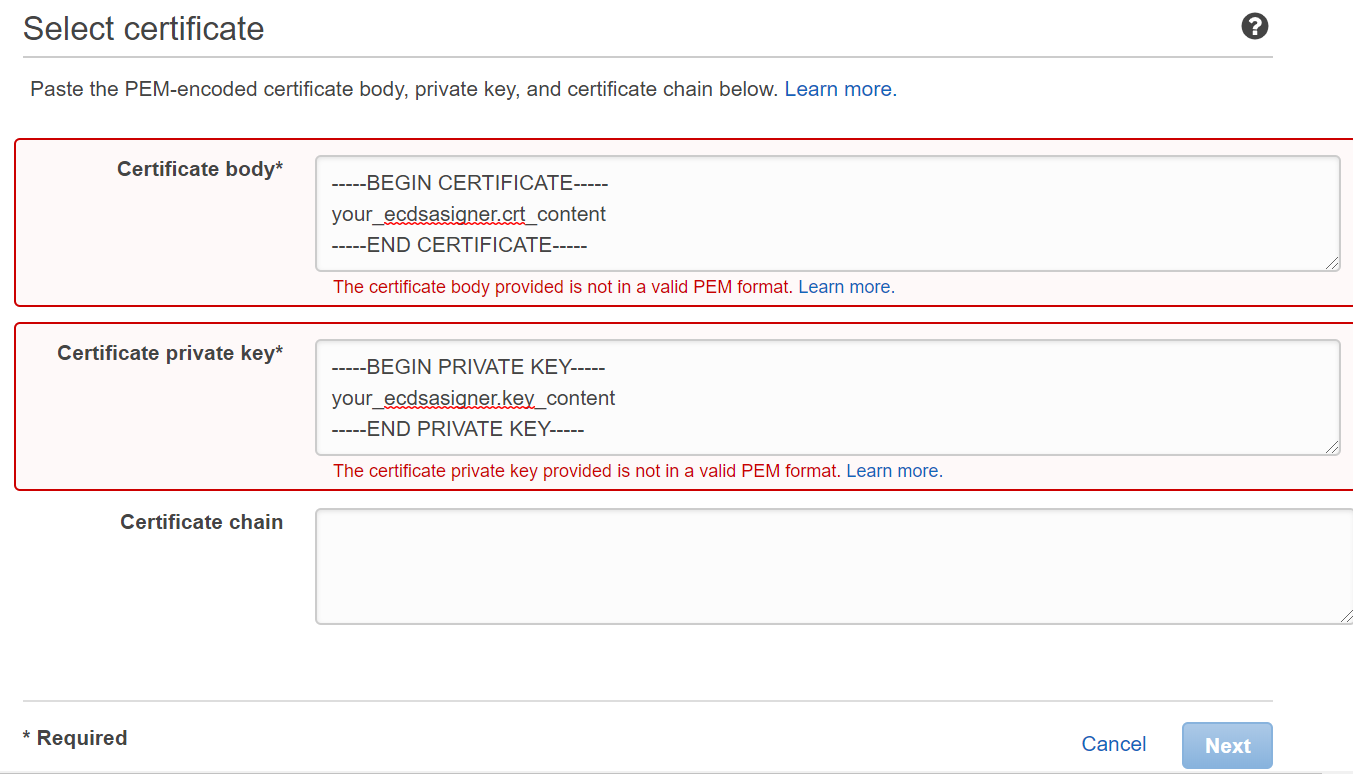 Select certificate
?
Paste the PEM-encoded certificate body, private key, and certificate chain below. Learn more.
Certificate body*
-----BEGIN CERTIFICATE-----
your_ecdsasigner.crt_content
-----END CERTIFICATE-----
The certificate body provided is not in a valid PEM format. Learn more.
Certificate private key*
-----BEGIN PRIVATE KEY-----
your_ecdsasigner.key_content
-----END PRIVATE KEY-----
The certificate private key provided is not in a valid PEM format. Learn more.
Certificate chain
* Required
Cancel
Next